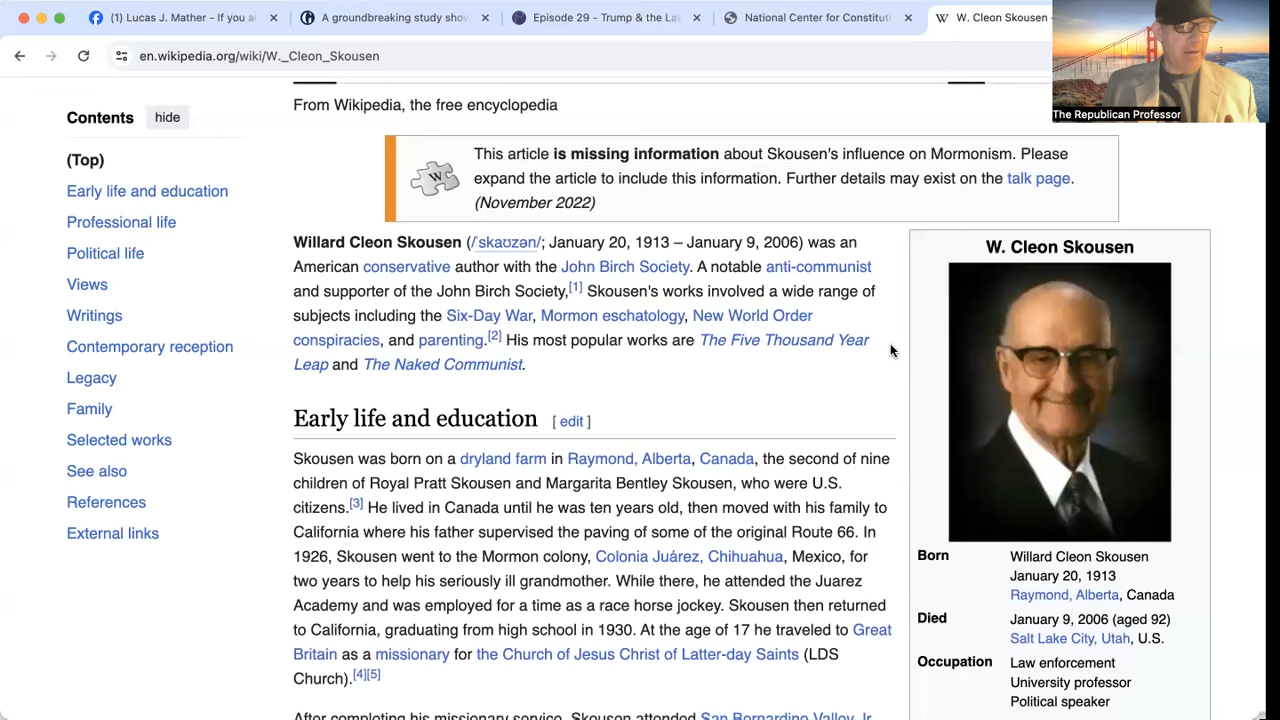 (1) Lucas J. Mather - If you a
A groundbreaking study sho
Episode 29 - Trump & the La
National Center for Constituti
W. Cleon Skousen -
en.wikipedia.org/wiki/W._Cleon_Skousen
The Republican Professor
Contents
hide
(Top)
Early life and education
Professional life
Political life
Views
Writings
Contemporary reception
Legacy
Family
Selected works
See also
References
External links
From Wikipedia, the free encyclopedia
This article is missing information about Skousen's influence on Mormonism. Please
expand the article to include this information. Further details may exist on the talk page.
(November 2022)
Willard Cleon Skousen (/ˈskaʊzən/; January 20, 1913 – January 9, 2006) was an
American conservative author with the John Birch Society. A notable anti-communist
and supporter of the John Birch Society,[1] Skousen's works involved a wide range of
subjects including the Six-Day War, Mormon eschatology, New World Order
conspiracies, and parenting.[2] His most popular works are The Five Thousand Year
Leap and The Naked Communist.
Early life and education [ edit ]
Skousen was born on a dryland farm in Raymond, Alberta, Canada, the second of nine
children of Royal Pratt Skousen and Margarita Bentley Skousen, who were U.S.
citizens.[3] He lived in Canada until he was ten years old, then moved with his family to
California where his father supervised the paving of some of the original Route 66. In
1926, Skousen went to the Mormon colony, Colonia Juárez, Chihuahua, Mexico, for
two years to help his seriously ill grandmother. While there, he attended the Juarez
Academy and was employed for a time as a race horse jockey. Skousen then returned
to California, graduating from high school in 1930. At the age of 17 he traveled to Great
Britain as a missionary for the Church of Jesus Christ of Latter-day Saints (LDS
Church).[4][5]
After completing his missionary service, Skousen attended San Bernardino Valley Jr.
W. Cleon Skousen
Born
Willard Cleon Skousen
January 20, 1913
Raymond, Alberta, Canada
Died
January 9, 2006 (aged 92)
Salt Lake City, Utah, U.S.
Occupation
Law enforcement
University professor
Political speaker